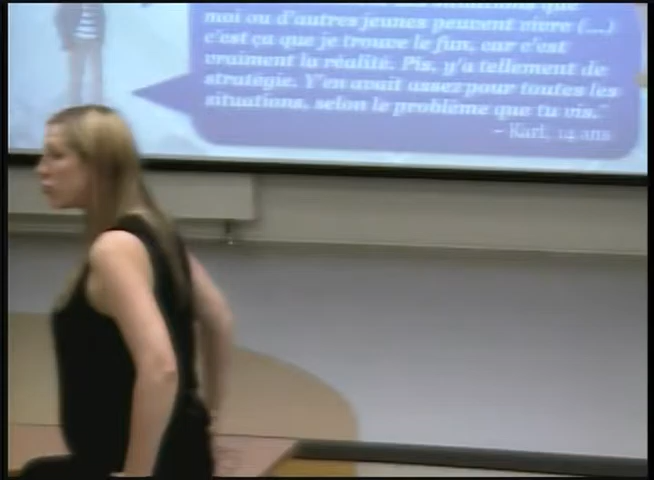 moi ou d'autres jeunes peuvent vivre (...)
c'est ça que je trouve le fun, car c'est
vraiment la réalité. Pis, y'a tellement de
stratégie. Y'en avait assez pour toutes les
situations, selon le problème que tu vis."
– Karl, 14 ans